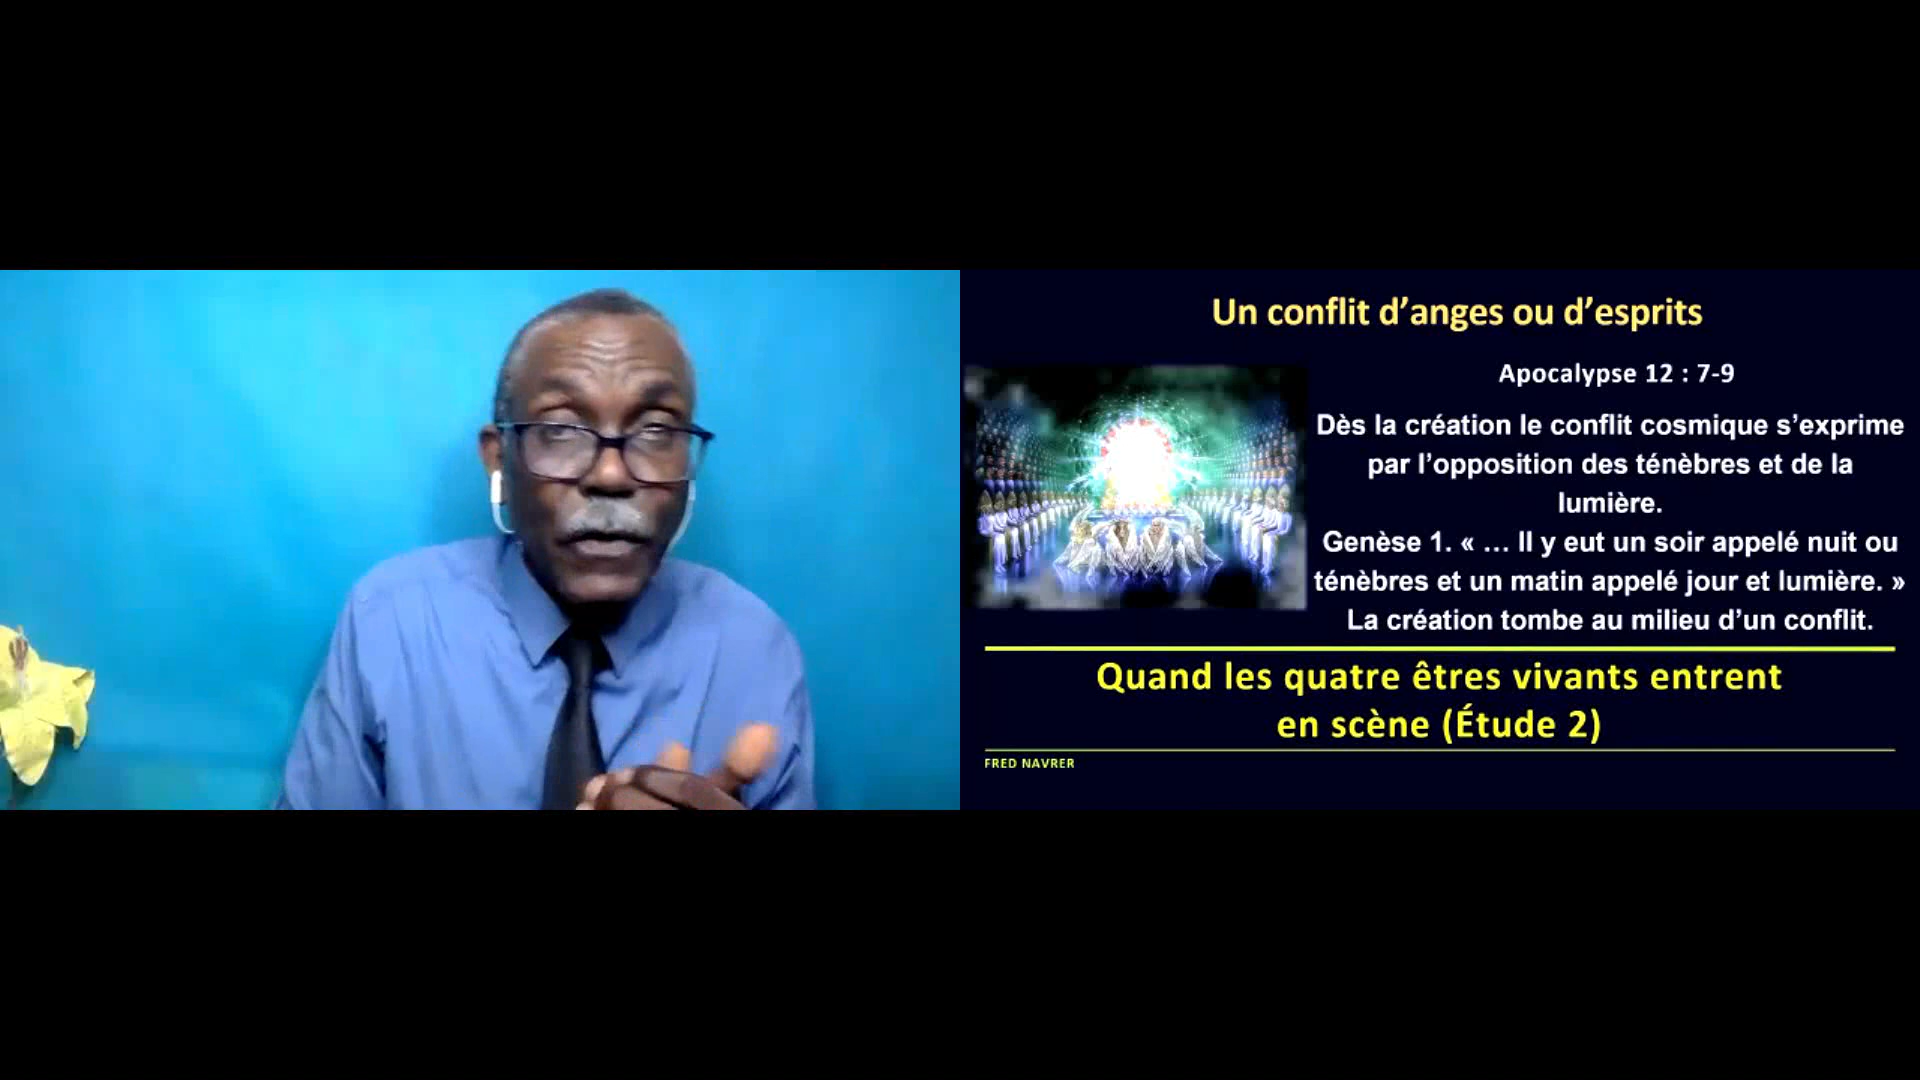 Un conflit d’anges ou d’esprits
Apocalypse 12 : 7-9
Dès la création le conflit cosmique s’exprime
par l’opposition des ténèbres et de la
lumière.
Genèse 1. « … Il y eut un soir appelé nuit ou
ténèbres et un matin appelé jour et lumière. »
La création tombe au milieu d’un conflit.
Quand les quatre êtres vivants entrent
en scène (Étude 2)
FRED NAVRER